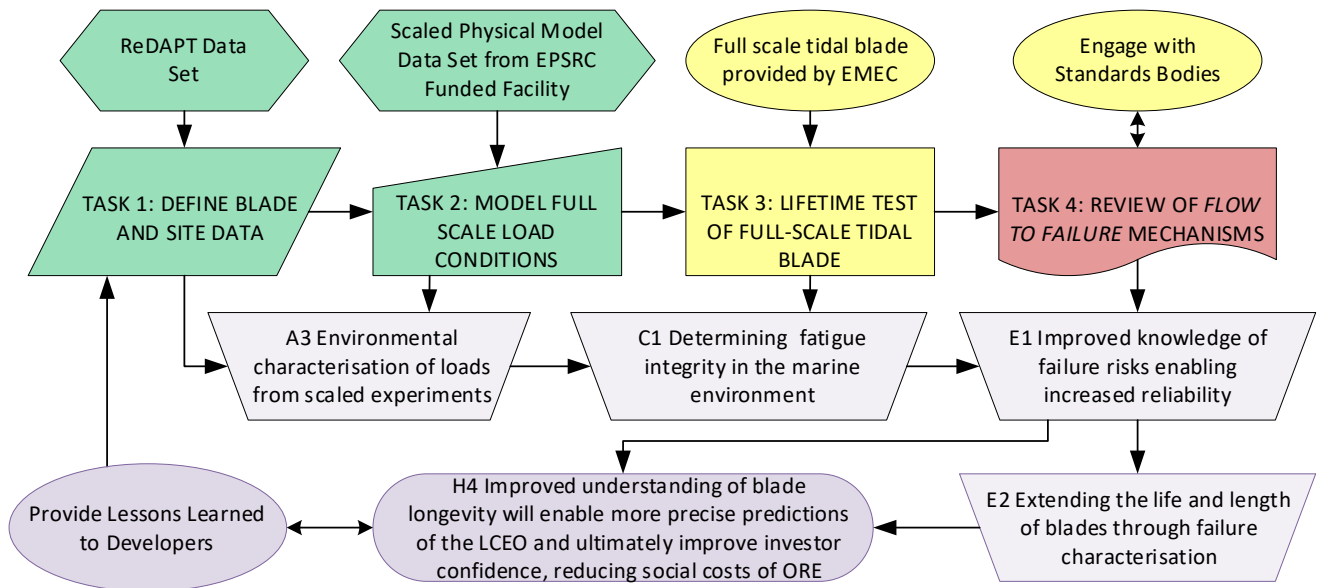 ReDAPT Data
Set
Scaled Physical Model
Data Set from EPSRC
Funded Facility
Full scale tidal blade
provided by EMEC
Engage with
Standards Bodies
TASK 1: DEFINE BLADE
AND SITE DATA
TASK 2: MODEL FULL
SCALE LOAD
CONDITIONS
TASK 3: LIFETIME TEST
OF FULL-SCALE TIDAL
BLADE
TASK 4: REVIEW OF FLOW
TO FAILURE MECHANISMS
A3 Environmental
characterisation of loads
from scaled experiments
C1 Determining fatigue
integrity in the marine
environment
E1 Improved knowledge of
failure risks enabling
increased reliability
Provide Lessons Learned
to Developers
H4 Improved understanding of blade
longevity will enable more precise predictions
of the LCEO and ultimately improve investor
confidence, reducing social costs of ORE
E2 Extending the life and length
of blades through failure
characterisation